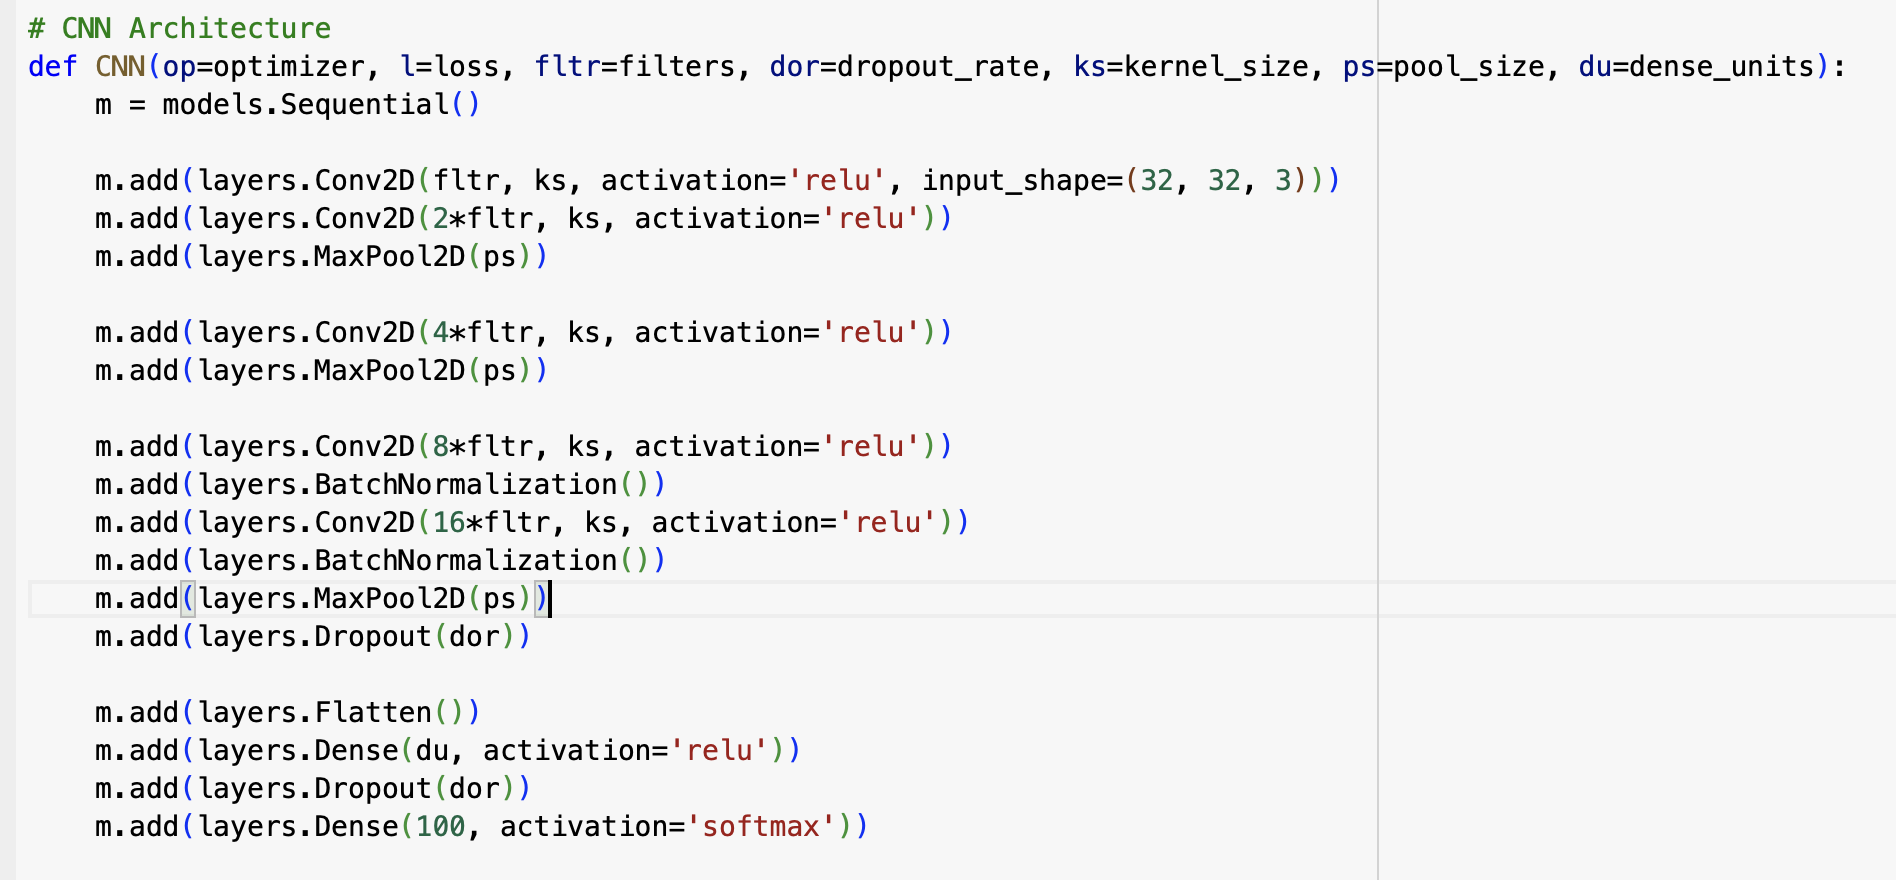 # CNN Architecture
def CNN(op=optimizer, l=loss, fltr=filters, dor=dropout_rate, ks=kernel_size, ps=pool_size, du=dense_units):
    m = models.Sequential()

    m.add(layers.Conv2D(fltr, ks, activation='relu', input_shape=(32, 32, 3)))
    m.add(layers.Conv2D(2*fltr, ks, activation='relu'))
    m.add(layers.MaxPool2D(ps))

    m.add(layers.Conv2D(4*fltr, ks, activation='relu'))
    m.add(layers.MaxPool2D(ps))

    m.add(layers.Conv2D(8*fltr, ks, activation='relu'))
    m.add(layers.BatchNormalization())
    m.add(layers.Conv2D(16*fltr, ks, activation='relu'))
    m.add(layers.BatchNormalization())
    m.add(layers.MaxPool2D(ps))
    m.add(layers.Dropout(dor))

    m.add(layers.Flatten())
    m.add(layers.Dense(du, activation='relu'))
    m.add(layers.Dropout(dor))
    m.add(layers.Dense(100, activation='softmax'))